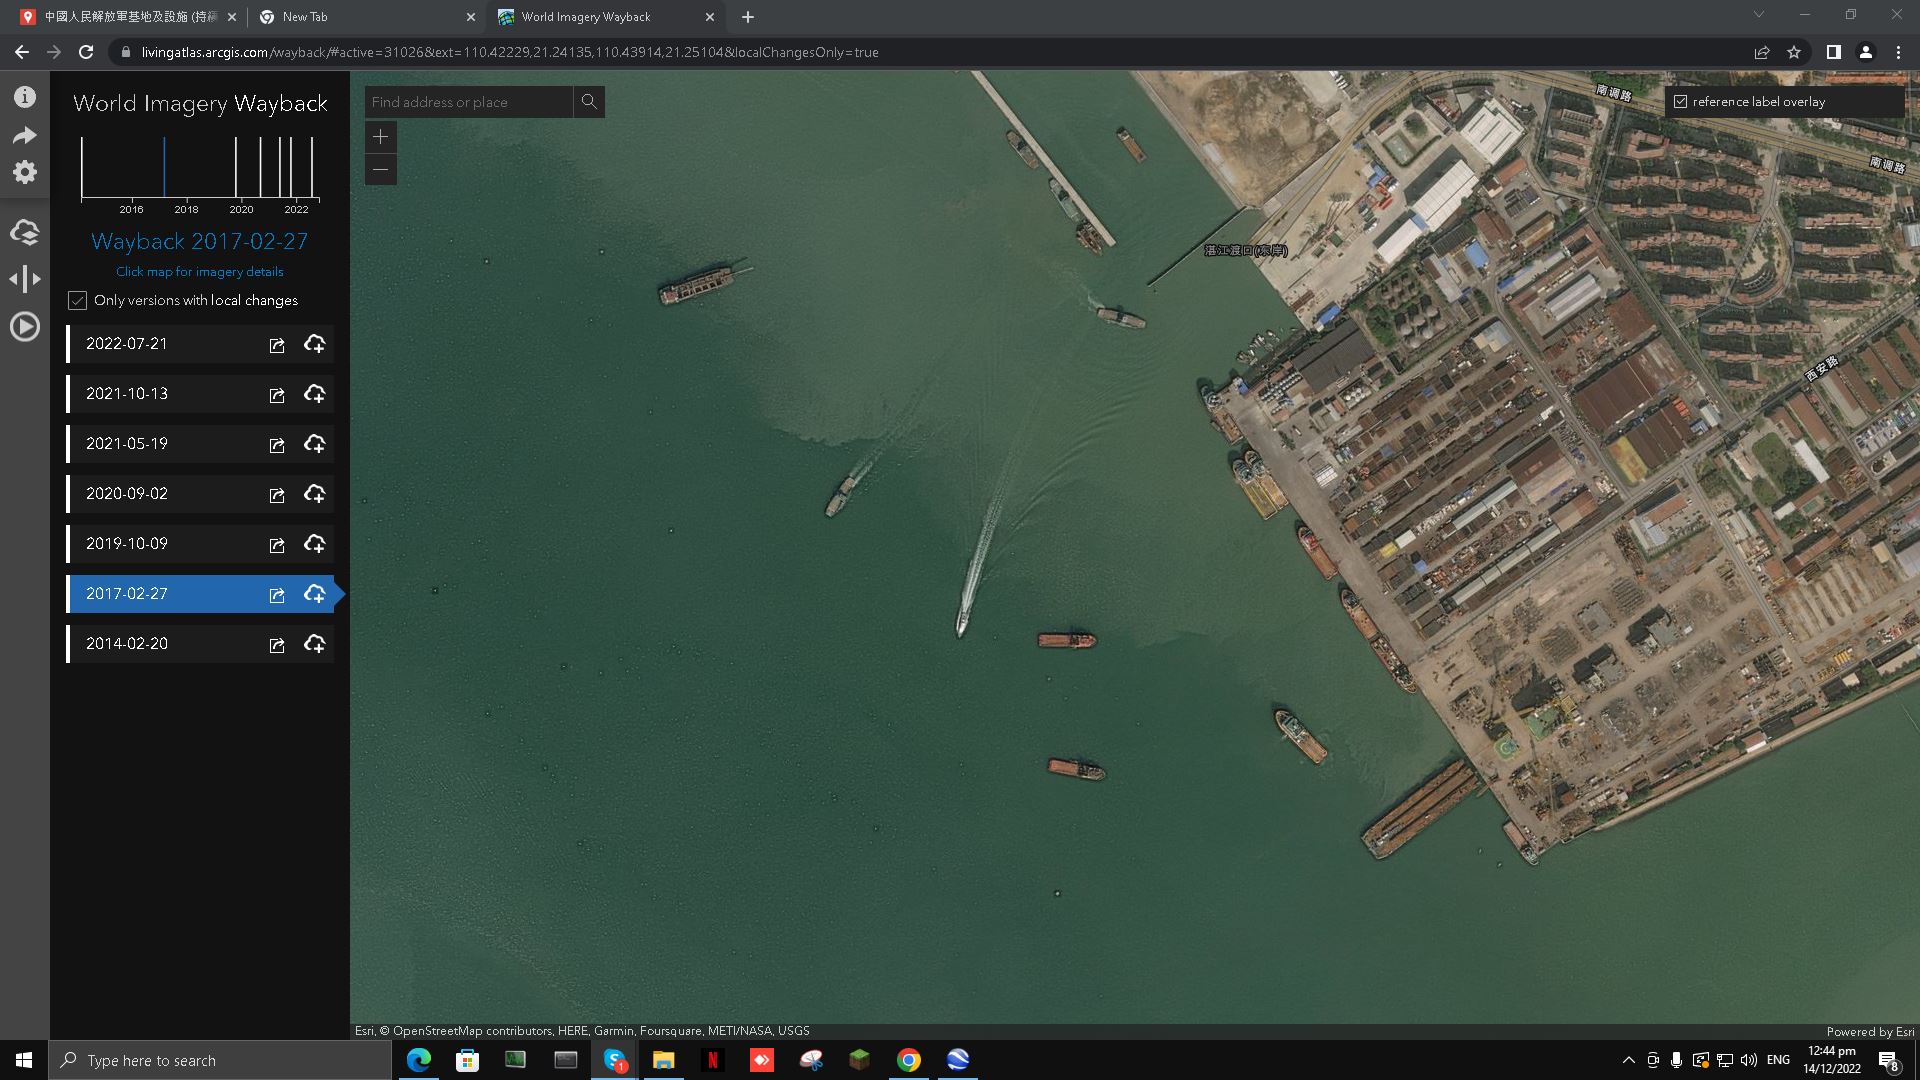 中國人民解放軍基地及設施 (持續
New Tab
World Imagery Wayback
livingatlas.arcgis.com/wayback/#active=31026&ext=110.42229,21.24135,110.43914,21.25104&localChangesOnly=true
World Imagery Wayback
2016 2018 2020 2022
Wayback 2017-02-27
Click map for imagery details
Only versions with local changes
2022-07-21
2021-10-13
2021-05-19
2020-09-02
2019-10-09
2017-02-27
2014-02-20
Find address or place
reference label overlay
南调路
南调路
湛江渡口(东岸)
西安路
Esri, © OpenStreetMap contributors, HERE, Garmin, Foursquare, METI/NASA, USGS
Powered by Esri
Type here to search
1
N
ENG
12:44 pm
14/12/2022
8